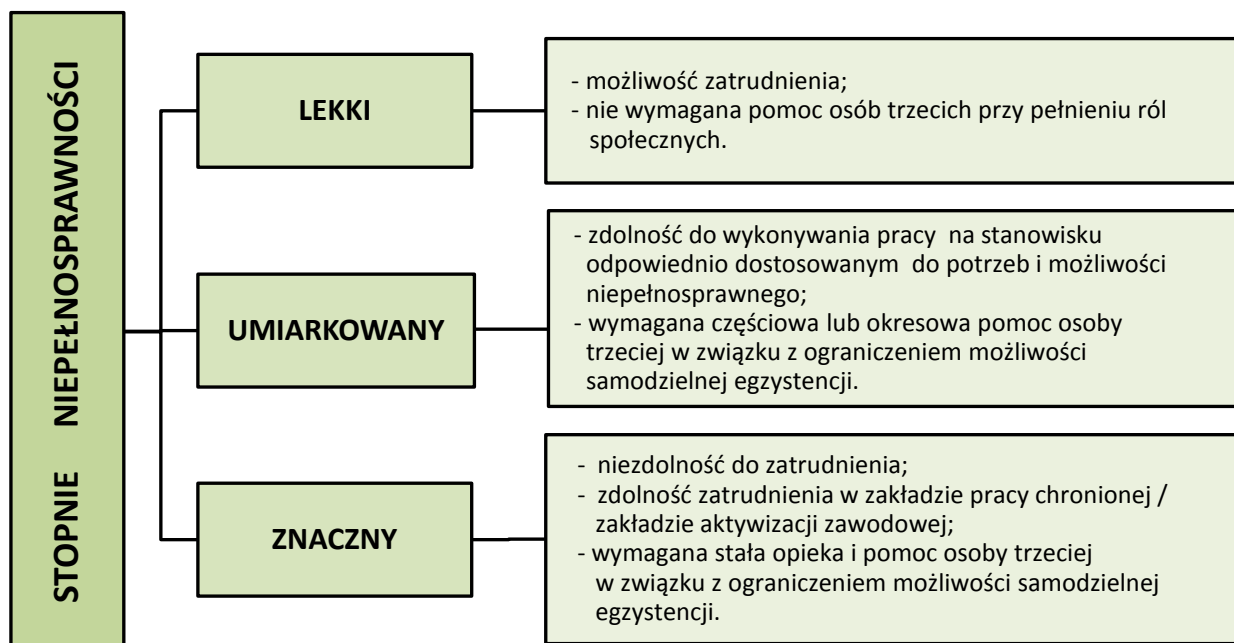 STOPNIE NIEPEŁNOSPRAWNOŚCI
LEKKI
- możliwość zatrudnienia;
- nie wymagana pomoc osób trzecich przy pełnieniu ról
społecznych.
UMIARKOWANY
- zdolność do wykonywania pracy na stanowisku
odpowiednio dostosowanym do potrzeb i możliwości
niepełnosprawnego;
- wymagana częściowa lub okresowa pomoc osoby
trzeciej w związku z ograniczeniem możliwości
samodzielnej egzystencji.
ZNACZNY
- niezdolność do zatrudnienia;
- zdolność zatrudnienia w zakładzie pracy chronionej /
zakładzie aktywizacji zawodowej;
- wymagana stała opieka i pomoc osoby trzeciej
w związku z ograniczeniem możliwości samodzielnej
egzystencji.